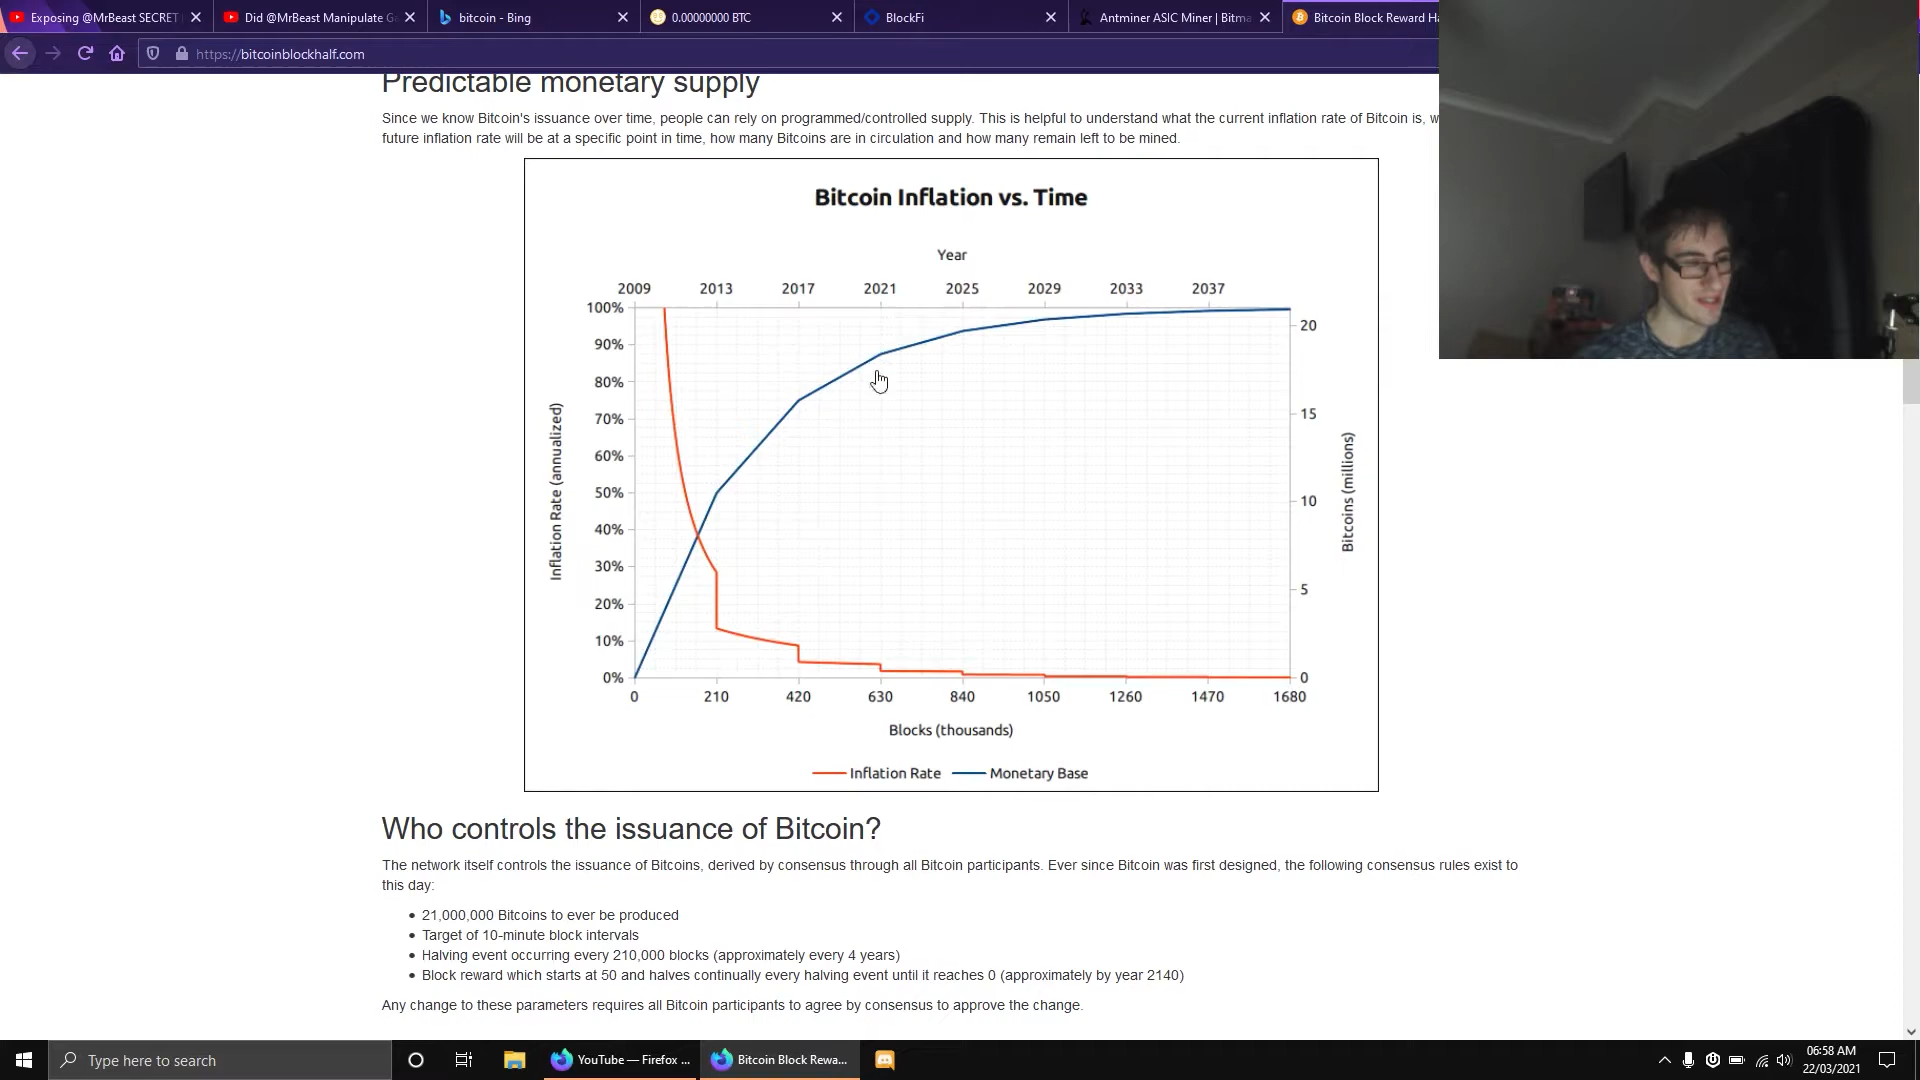 Exposing @MrBeast SECRET
Did @MrBeast Manipulate G
bitcoin - Bing
0.00000000 BTC
BlockFi
Antminer ASIC Miner | Bitma
Bitcoin Block Reward Ha
https://bitcoinblockhalf.com
Predictable monetary supply
Since we know Bitcoin's issuance over time, people can rely on programmed/controlled supply. This is helpful to understand what the current inflation rate of Bitcoin is, w
future inflation rate will be at a specific point in time, how many Bitcoins are in circulation and how many remain left to be mined.
Bitcoin Inflation vs. Time
Year
2009 2013 2017 2021 2025 2029 2033 2037
100%
90%
80%
70%
60%
50%
40%
30%
20%
10%
0%
Inflation Rate (annualized)
20
15
10
5
0
Bitcoins (millions)
0 210 420 630 840 1050 1260 1470 1680
Blocks (thousands)
Inflation Rate Monetary Base
Who controls the issuance of Bitcoin?
The network itself controls the issuance of Bitcoins, derived by consensus through all Bitcoin participants. Ever since Bitcoin was first designed, the following consensus rules exist to
this day:
• 21,000,000 Bitcoins to ever be produced
• Target of 10-minute block intervals
• Halving event occurring every 210,000 blocks (approximately every 4 years)
• Block reward which starts at 50 and halves continually every halving event until it reaches 0 (approximately by year 2140)
Any change to these parameters requires all Bitcoin participants to agree by consensus to approve the change.
Type here to search
YouTube — Firefox ...
Bitcoin Block Rewa...
06:58 AM
22/03/2021